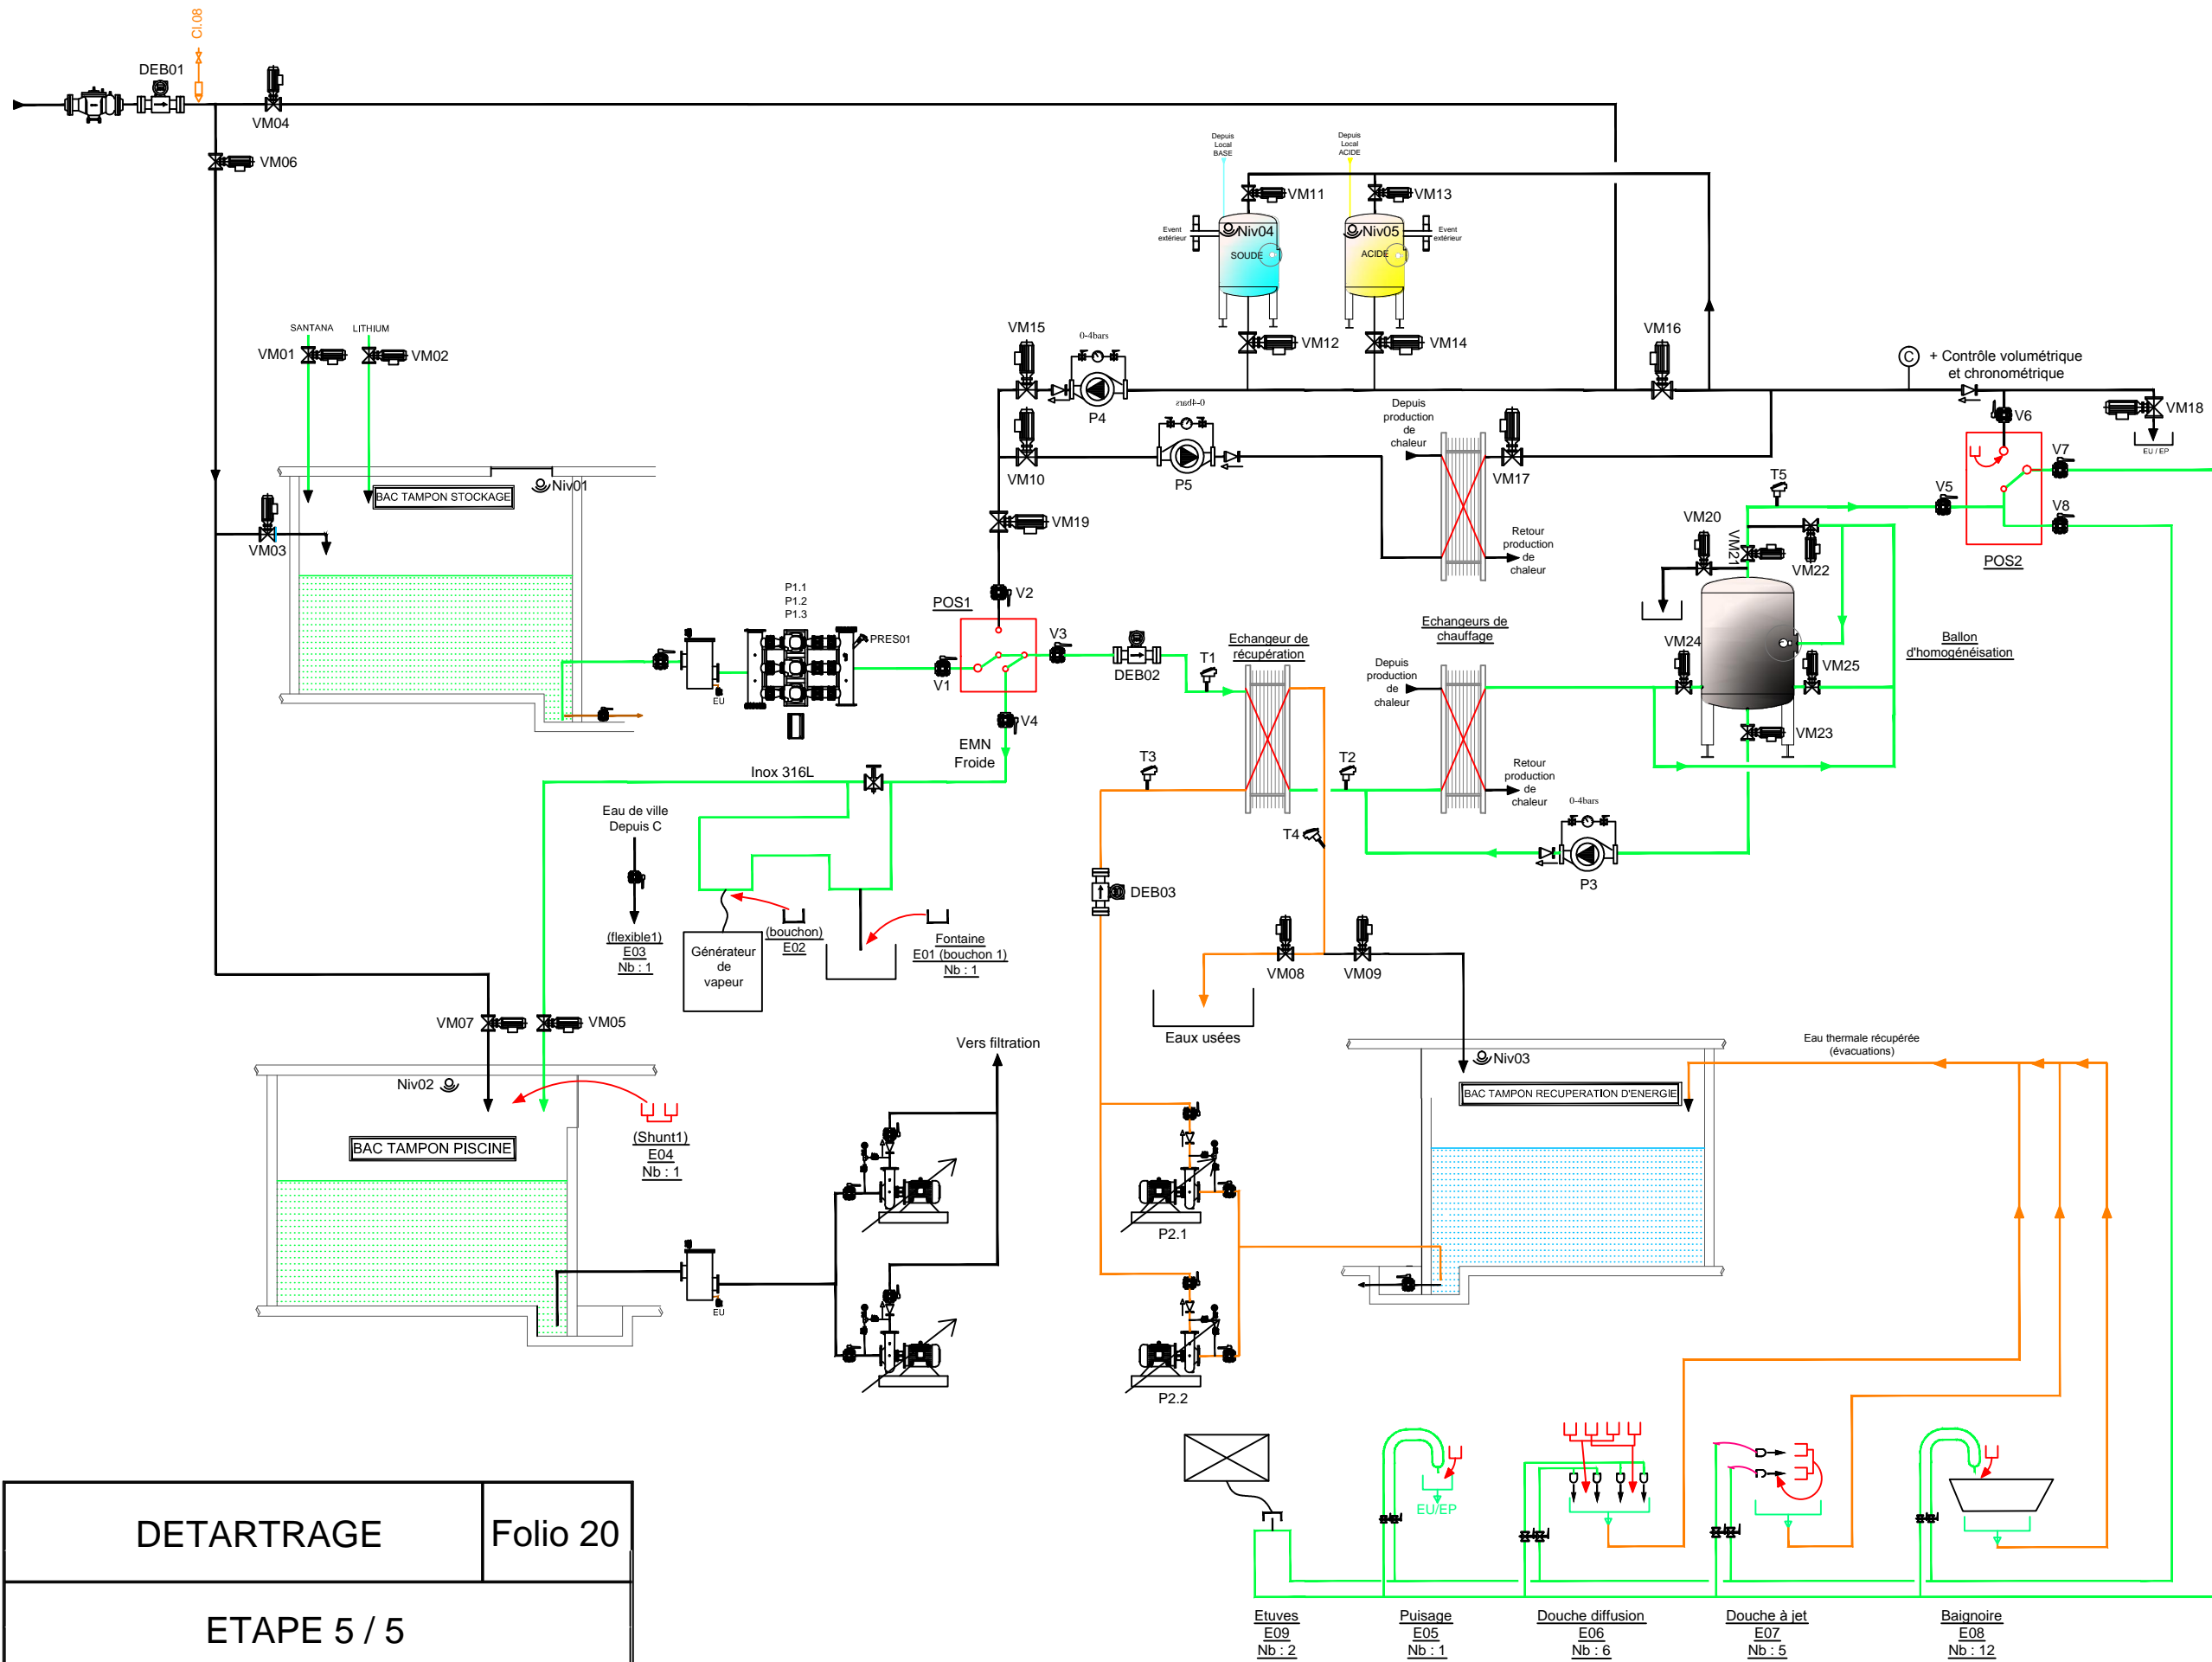 Cl.08
DEB01
VM04
VM06
Depuis
Local
BASE
Depuis
Local
ACIDE
VM11
VM13
Event
extérieur
Niv04
SOUDE
Niv05
ACIDE
Event
extérieur
SANTANA
LITHIUM
VM01
VM02
VM15
0-4bars
VM12
VM14
VM16
C
+ Contrôle volumétrique
et chronométrique
P4
0-4bars
Depuis
production
de
chaleur
VM18
V6
EU / EP
VM10
P5
VM17
V7
Niv01
BAC TAMPON STOCKAGE
T5
V5
V8
VM03
VM19
Retour
production
de
chaleur
VM20
VM21
VM22
POS2
P1.1
P1.2
P1.3
V2
POS1
PRES01
V3
V1
EU
DEB02
T1
Echangeur de
récupération
Echangeurs de
chauffage
Depuis
production
de
chaleur
VM24
VM25
Ballon
d'homogénéisation
V4
VM23
EMN
Froide
Inox 316L
T3
T2
Retour
production
de
chaleur
0-4bars
T4
P3
Eau de ville
Depuis C
DEB03
(flexible1)
E03
Nb : 1
Générateur
de
vapeur
(bouchon)
E02
Fontaine
E01 (bouchon 1)
Nb : 1
VM08
VM09
Eaux usées
VM07
VM05
Vers filtration
Niv03
Eau thermale récupérée
(évacuations)
Niv02
BAC TAMPON RECUPERATION D'ENERGIE
BAC TAMPON PISCINE
(Shunt1)
E04
Nb : 1
P2.1
EU
P2.2
EU/EP
DETARTRAGE
Folio 20
ETAPE 5 / 5
Etuves
E09
Nb : 2
Puisage
E05
Nb : 1
Douche diffusion
E06
Nb : 6
Douche à jet
E07
Nb : 5
Baignoire
E08
Nb : 12